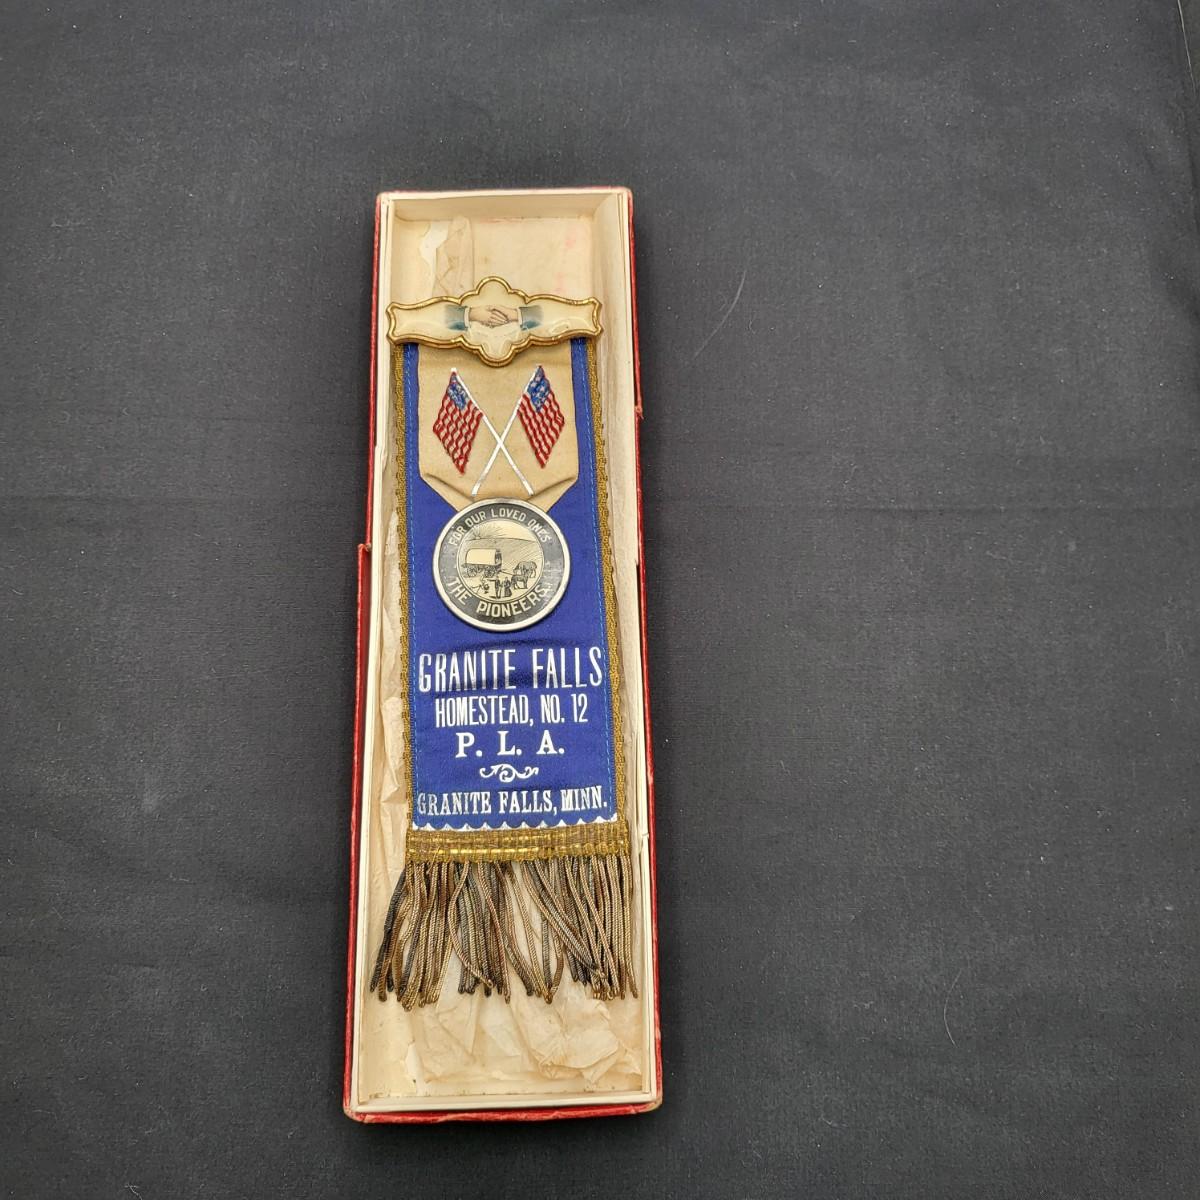 FOR OUR LOVED ONES
THE PIONEERS
GRANITE FALLS
HOMESTEAD, NO. 12
P. L. A.
GRANITE FALLS, MINN.